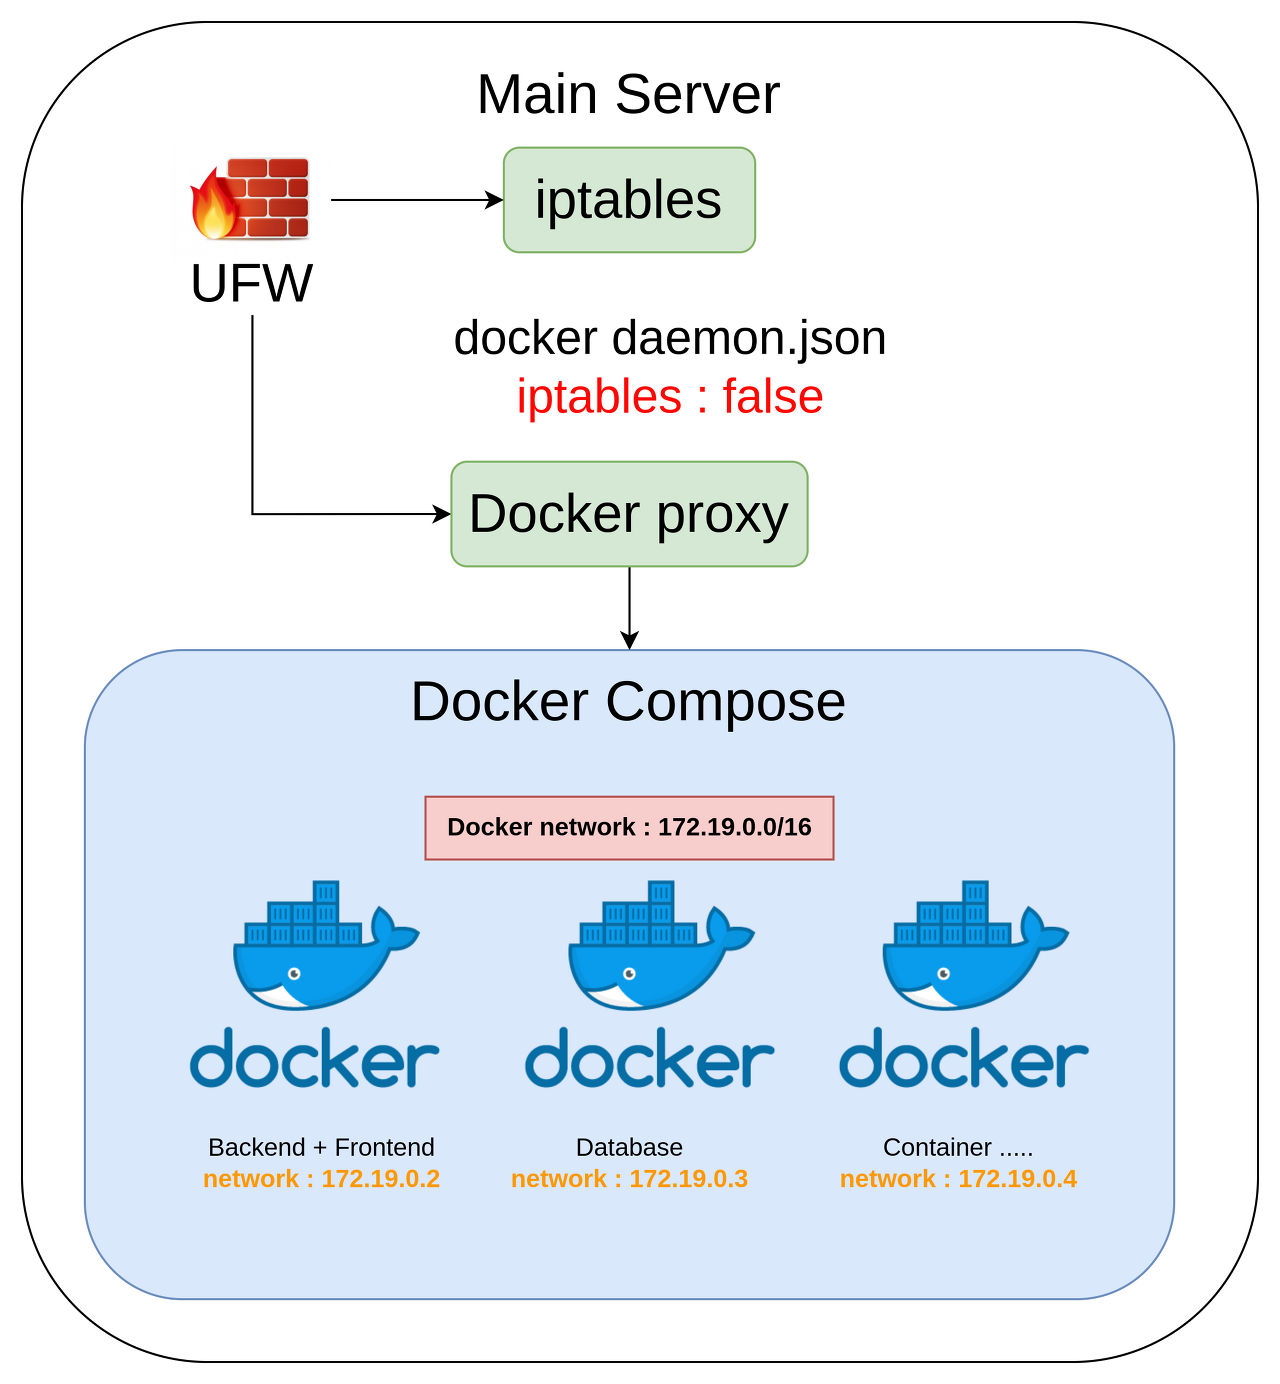 Main Server
iptables
UFW
docker daemon.json
iptables : false
Docker proxy
Docker Compose
Docker network : 172.19.0.0/16
docker
docker
docker
Backend + Frontend
network : 172.19.0.2
Database
network : 172.19.0.3
Container .....
network : 172.19.0.4